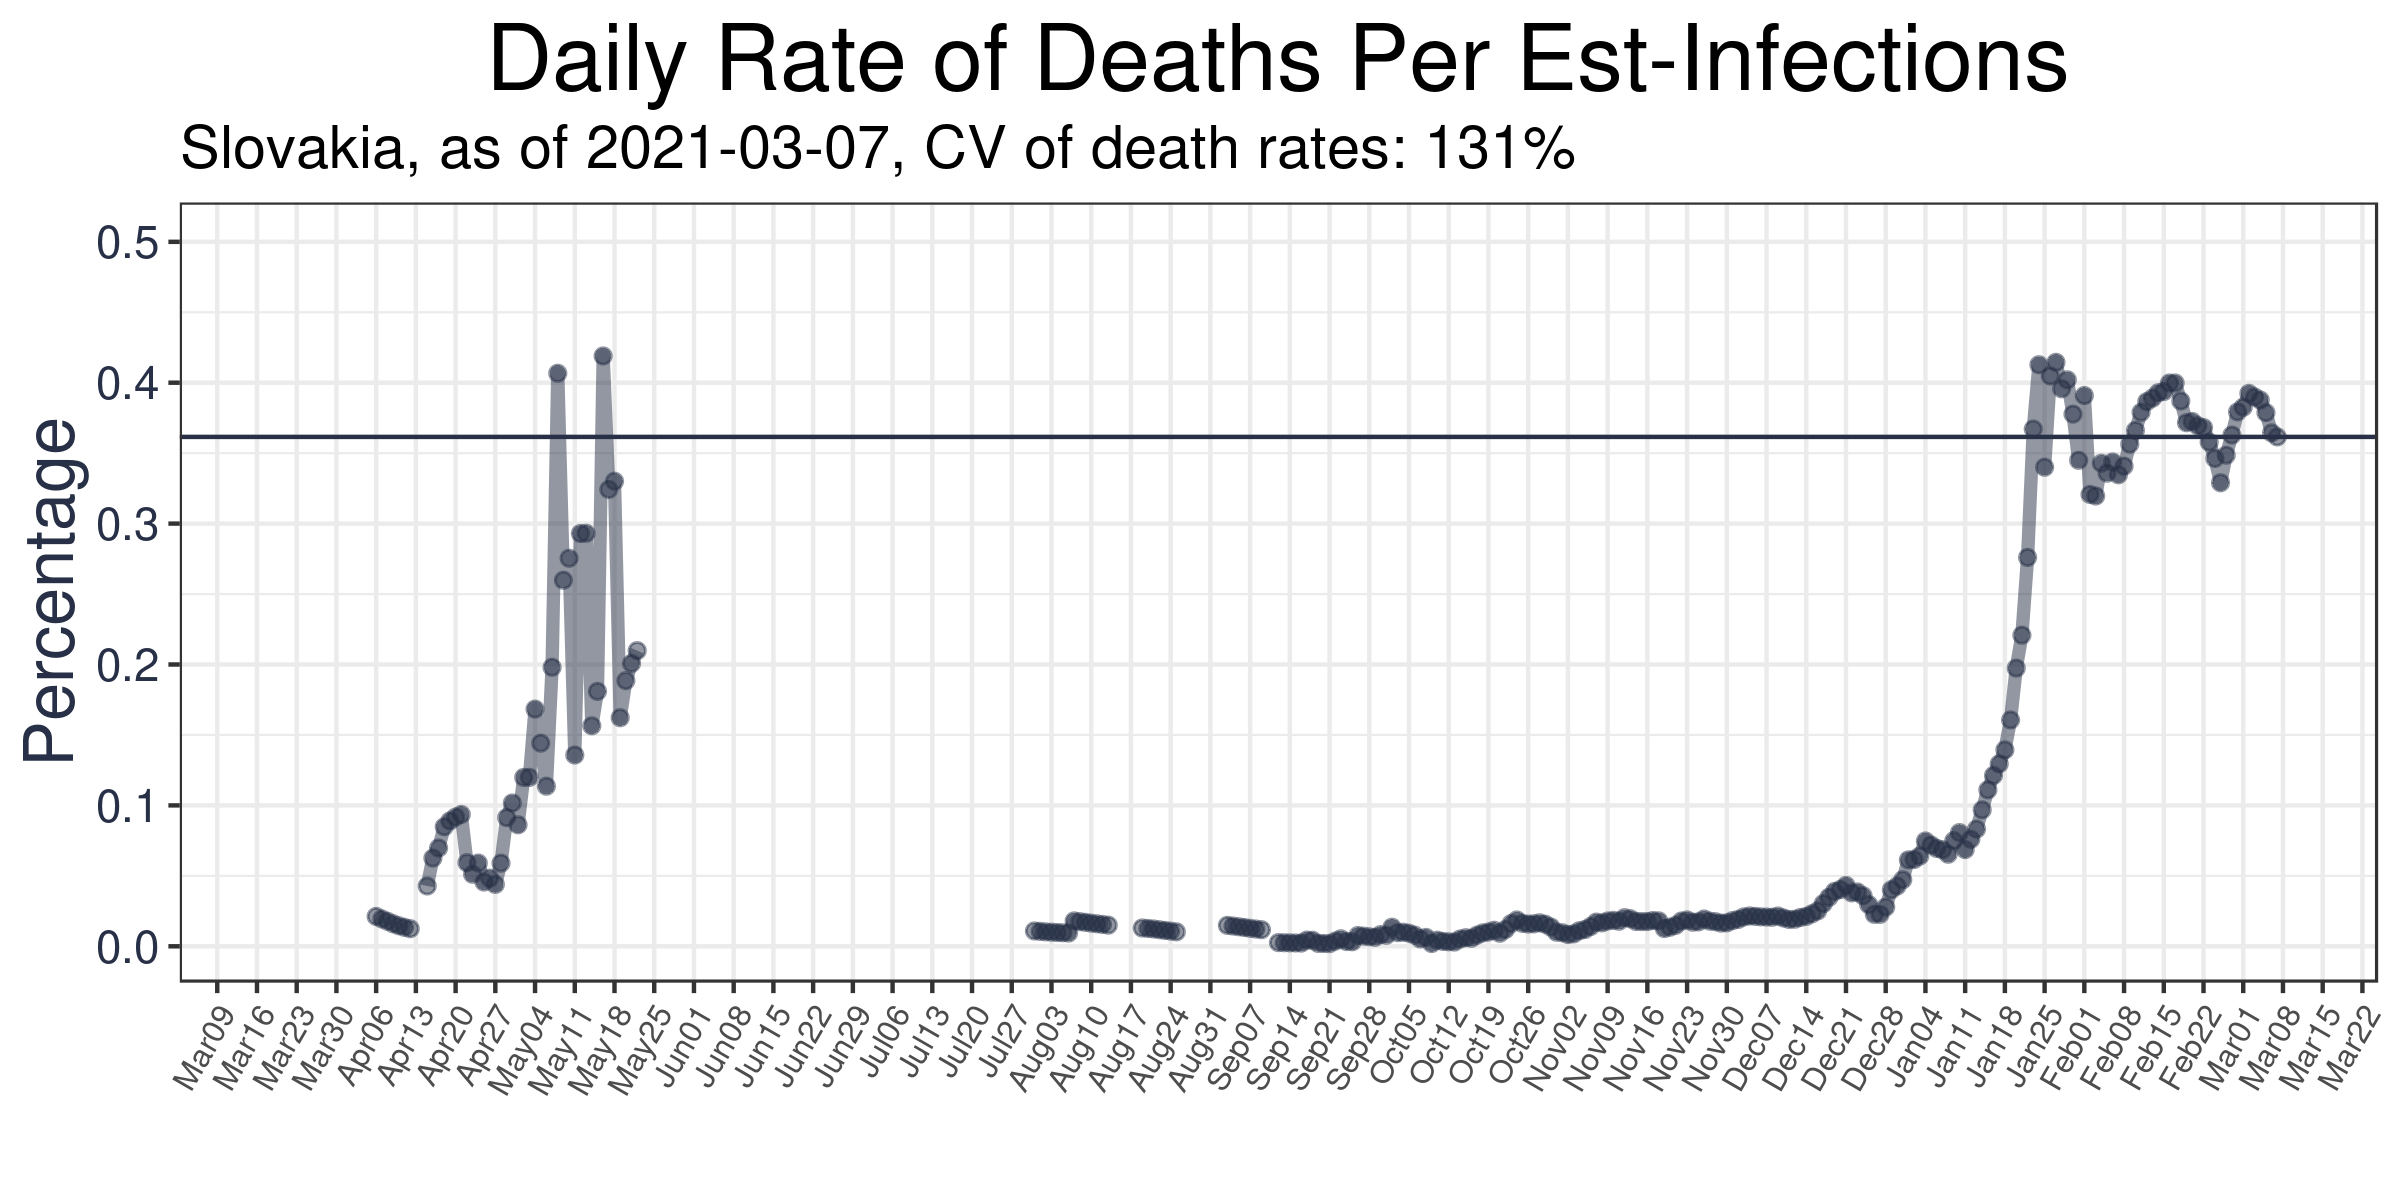 Daily Rate of Deaths Per Est-Infections
Slovakia, as of 2021-03-07, CV of death rates: 131%
Percentage
0.5
0.4
0.3
0.2
0.1
0.0
Mar09
Mar16
Mar23
Mar30
Apr06
Apr13
Apr20
Apr27
May04
May11
May18
May25
Jun01
Jun08
Jun15
Jun22
Jun29
Jul06
Jul13
Jul20
Jul27
Aug03
Aug10
Aug17
Aug24
Aug31
Sep07
Sep14
Sep21
Sep28
Oct05
Oct12
Oct19
Oct26
Nov02
Nov09
Nov16
Nov23
Nov30
Dec07
Dec14
Dec21
Dec28
Jan04
Jan11
Jan18
Jan25
Feb01
Feb08
Feb15
Feb22
Mar01
Mar08
Mar15
Mar22